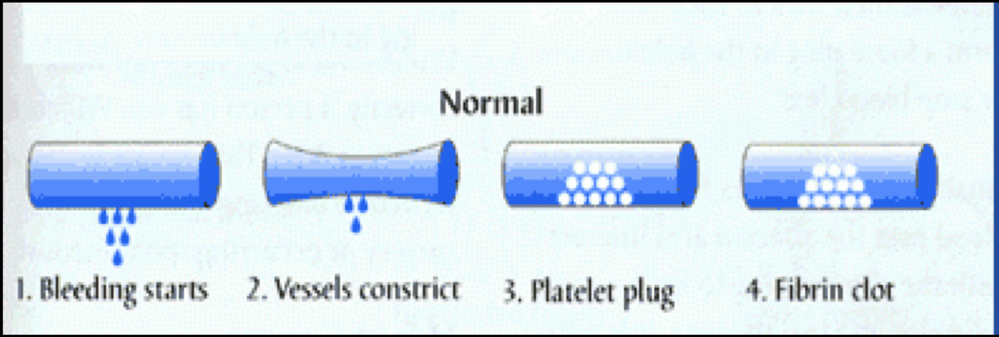 Normal
1. Bleeding starts
2. Vessels constrict
3. Platelet plug
4. Fibrin clot